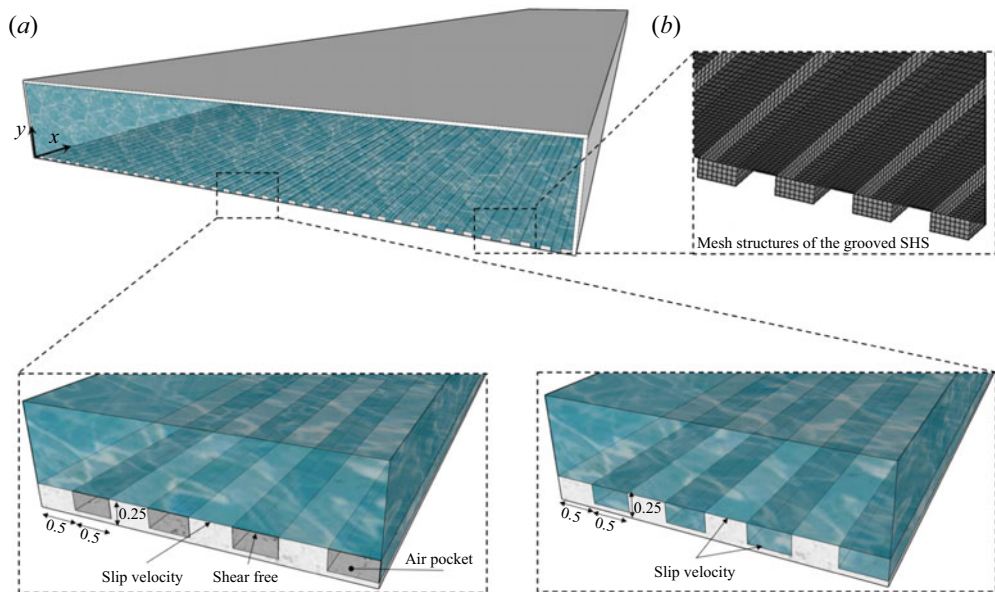 (a)
(b)
y
x
Mesh structures of the grooved SHS
0.25
0.5
0.5
Slip velocity
Shear free
Air pocket
0.25
0.5
0.5
Slip velocity